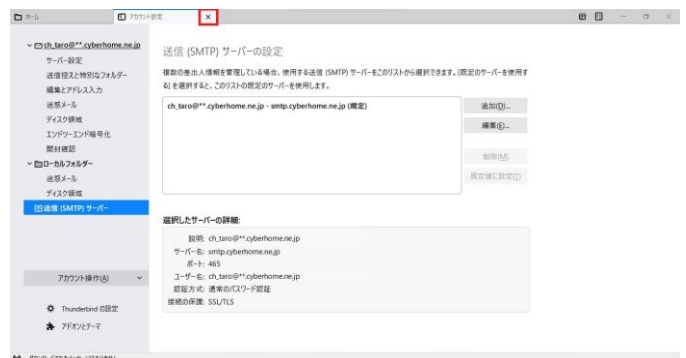 ホーム
アカウント設定
ch_taro@**.cyberhome.ne.jp
サーバー設定
送信控えと特別なフォルダー
編集とアドレス入力
迷惑メール
ディスク領域
エンドツーエンド暗号化
開封確認
ローカルフォルダー
迷惑メール
ディスク領域
送信 (SMTP) サーバー
アカウント操作(A)
Thunderbird の設定
アドオンとテーマ
送信 (SMTP) サーバーの設定
複数の差出人情報を管理している場合、使用する送信 (SMTP) サーバーをこのリストから選択できます。[既定のサーバーを使用す
る] を選択すると、このリストの既定のサーバーを使用します。
ch_taro@**.cyberhome.ne.jp - smtp.cyberhome.ne.jp (既定)
追加(D)...
編集(E)...
削除(M)
既定値に設定(T)
選択したサーバーの詳細:
説明: ch_taro@**.cyberhome.ne.jp
サーバー名: smtp.cyberhome.ne.jp
ポート: 465
ユーザー名: ch_taro@**.cyberhome.ne.jp
認証方式: 通常のパスワード認証
接続の保護: SSL/TLS